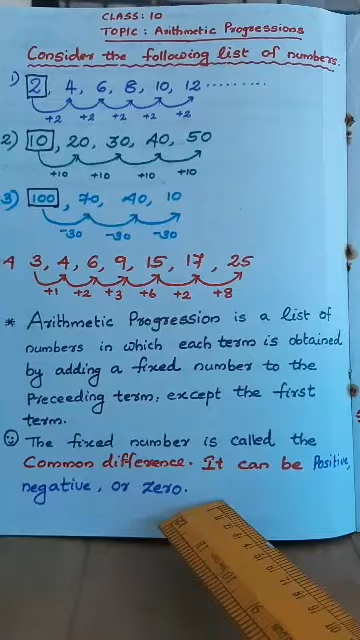 CLASS: 10
TOPIC: Arithmetic Progressions
Consider the following list of numbers.
1) 2, 4, 6, 8, 10, 12 .........
+2 +2 +2 +2 +2
2) 10, 20, 30, 40, 50
+10 +10 +10 +10
3) 100, 70, 40, 10
-30 -30 -30
4 3, 4, 6, 9, 15, 17, 25
+1 +2 +3 +6 +2 +8
* Arithmetic Progression is a list of
numbers in which each term is obtained
by adding a fixed number to the
Preceeding term, except the first
term.
The fixed number is called the
Common difference. It can be Positive,
negative, or zero.